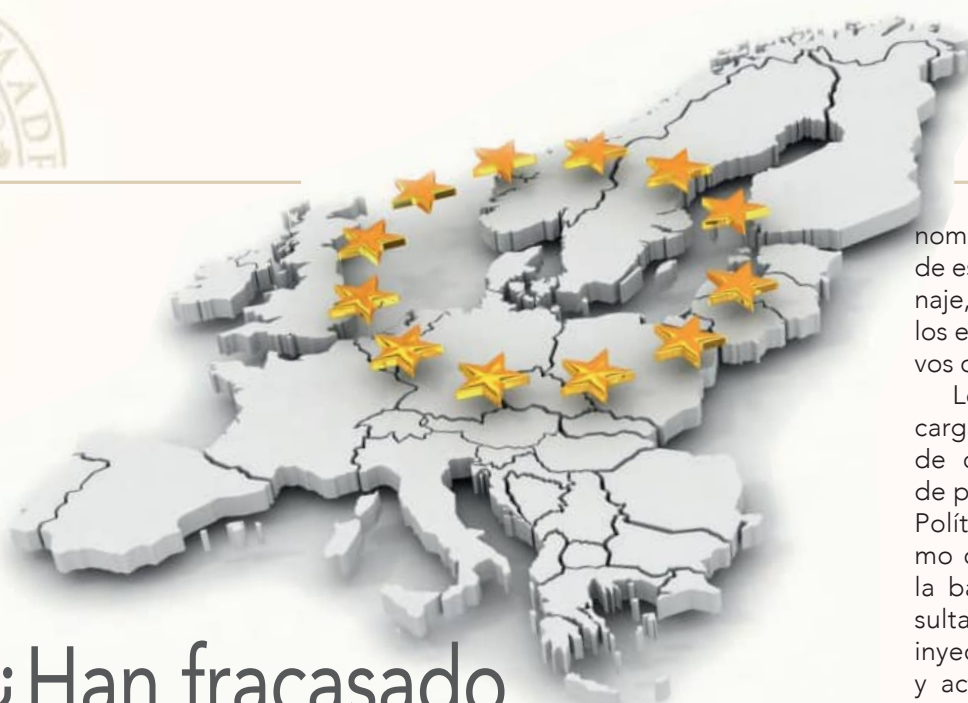 MADE
¿Han fracasado
nom
de es
naje,
los e
vos d
Lo
carg
de c
de p
Polít
mo c
la ba
sulta
inyec
y ac